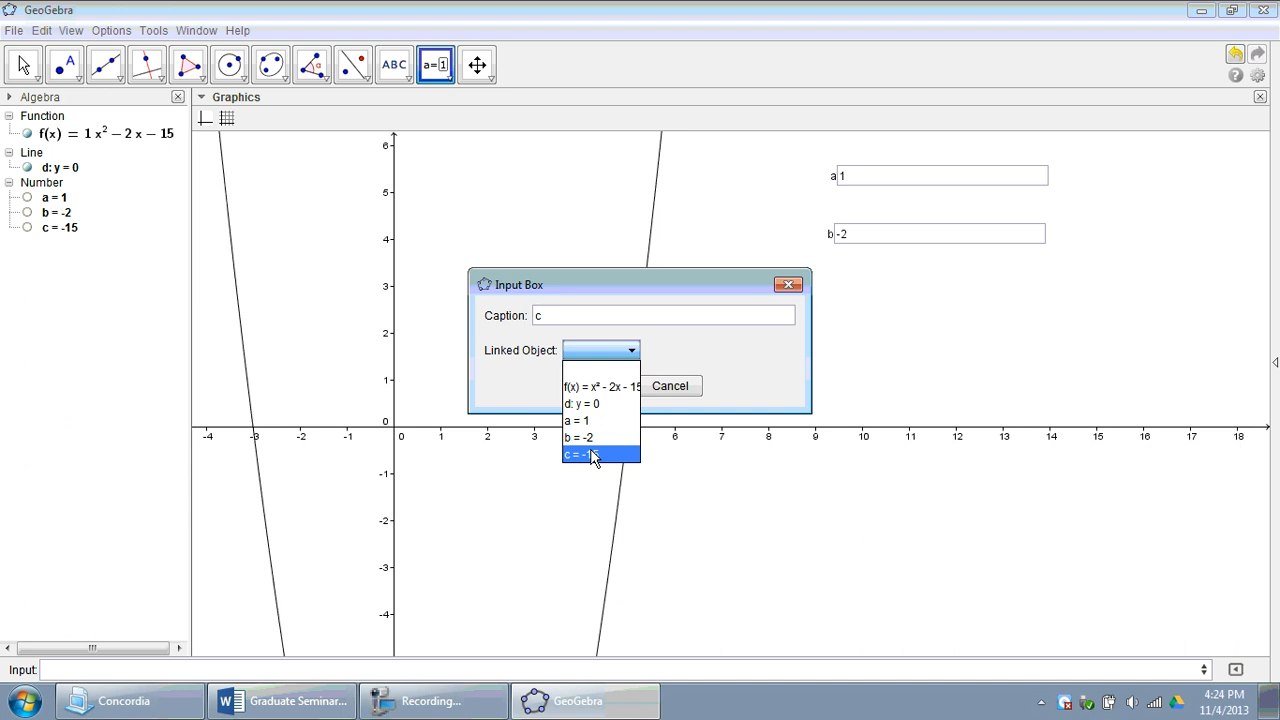 GeoGebra
File Edit View Options Tools Window Help
A
α
ABC
a=1
Algebra
Graphics
Function
f(x) = 1 x² − 2 x − 15
Line
d: y = 0
Number
a = 1
b = -2
c = -15
6
5
4
3
2
1
0
-1
-2
-3
-4
-4 -3 -2 -1 0 1 2 3 6 7 8 9 10 11 12 13 14 15 16 17 18
a 1
b -2
Input Box
Caption: c
Linked Object:
f(x) = x² - 2x - 15
d: y = 0
a = 1
b = -2
c = -15
Cancel
Input:
Concordia
Graduate Seminar...
Recording...
GeoGebra
4:24 PM
11/4/2013